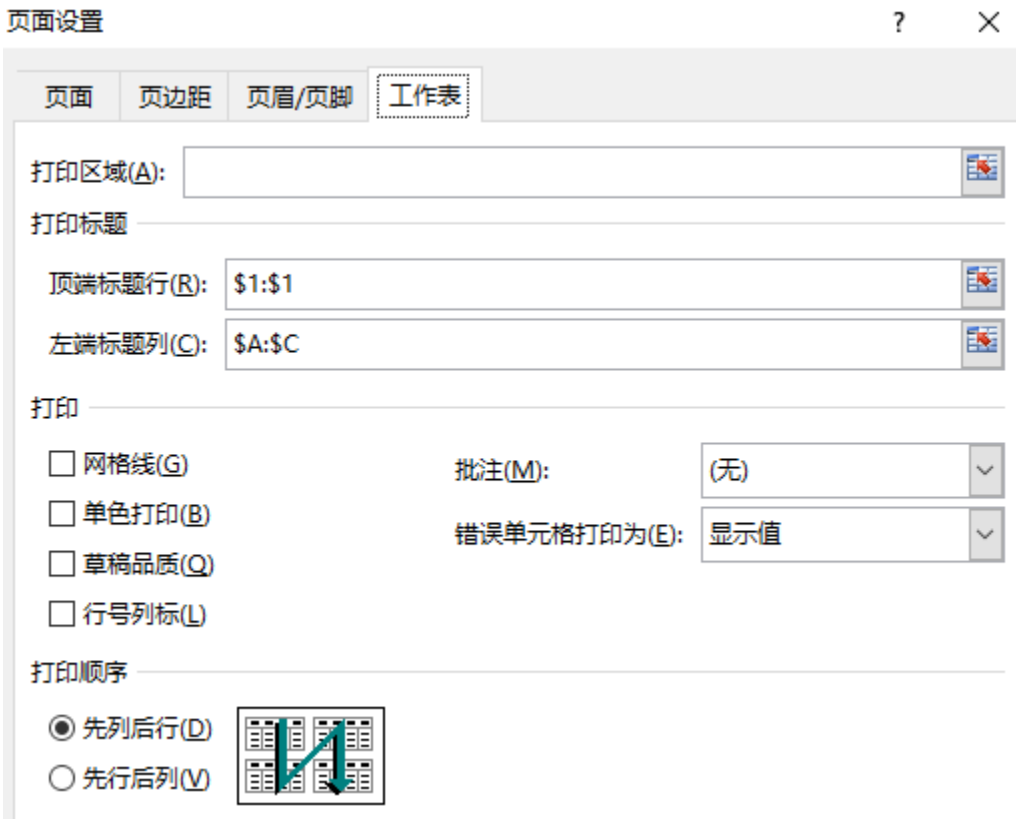 页面设置 ?
页面 页边距 页眉/页脚 工作表
打印区域(A):
打印标题
顶端标题行(R): $1:$1
左端标题列(C): $A:$C
打印
网格线(G) 批注(M): (无)
单色打印(B)
错误单元格打印为(E): 显示值
草稿品质(Q)
行号列标(L)
打印顺序
先列后行(D)
先行后列(V)